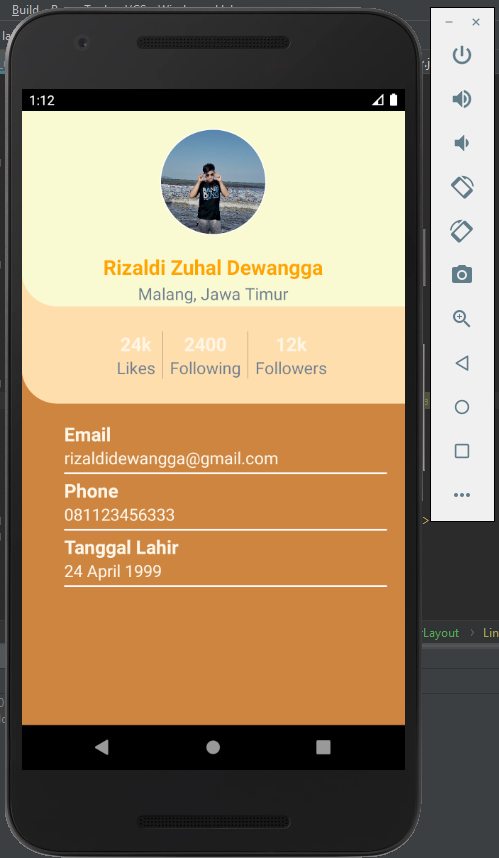 Build
1:12
Rizaldi Zuhal Dewangga
Malang, Jawa Timur
24k 2400 12k
Likes Following Followers
Email
rizaldidewangga@gmail.com
Phone
081123456333
Tanggal Lahir
24 April 1999
Layout
Lin